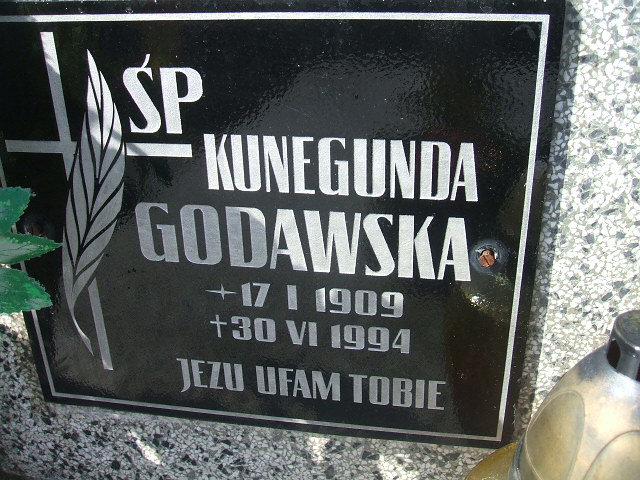 ŚP
KUNEGUNDA
GODAWSKA
17 I 1909
✝30 VI 1994
JEZU UFAM TOBIE